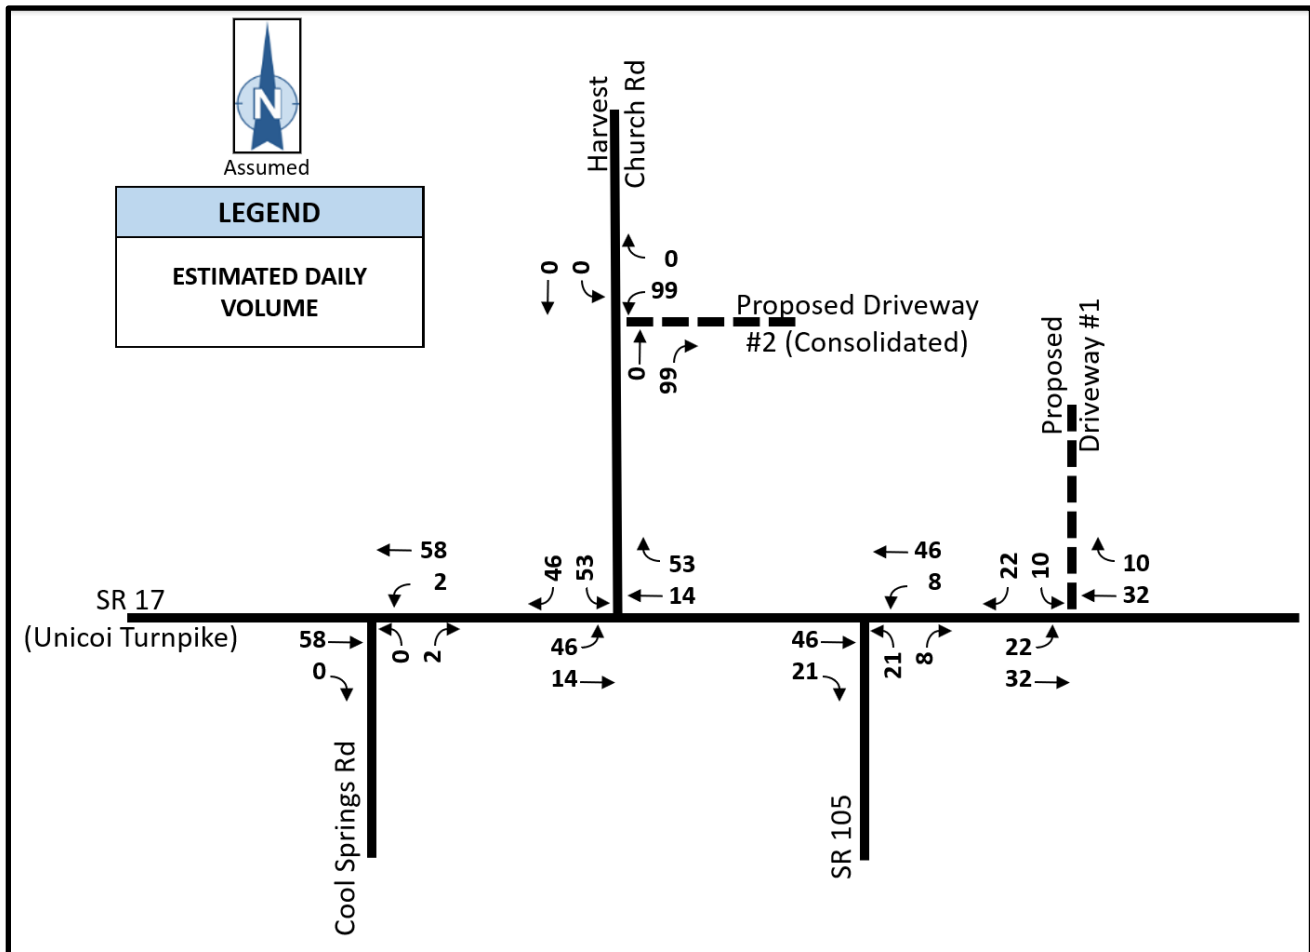 N
Assumed
LEGEND
ESTIMATED DAILY
VOLUME
Harvest
Church Rd
0
0
0
99
Proposed Driveway
#2 (Consolidated)
0
99
Proposed
Driveway #1
58
2
46
53
53
14
46
8
22
10
10
32
SR 17
(Unicoi Turnpike)
58
0
0
2
46
14
46
21
21
8
22
32
Cool Springs Rd
SR 105